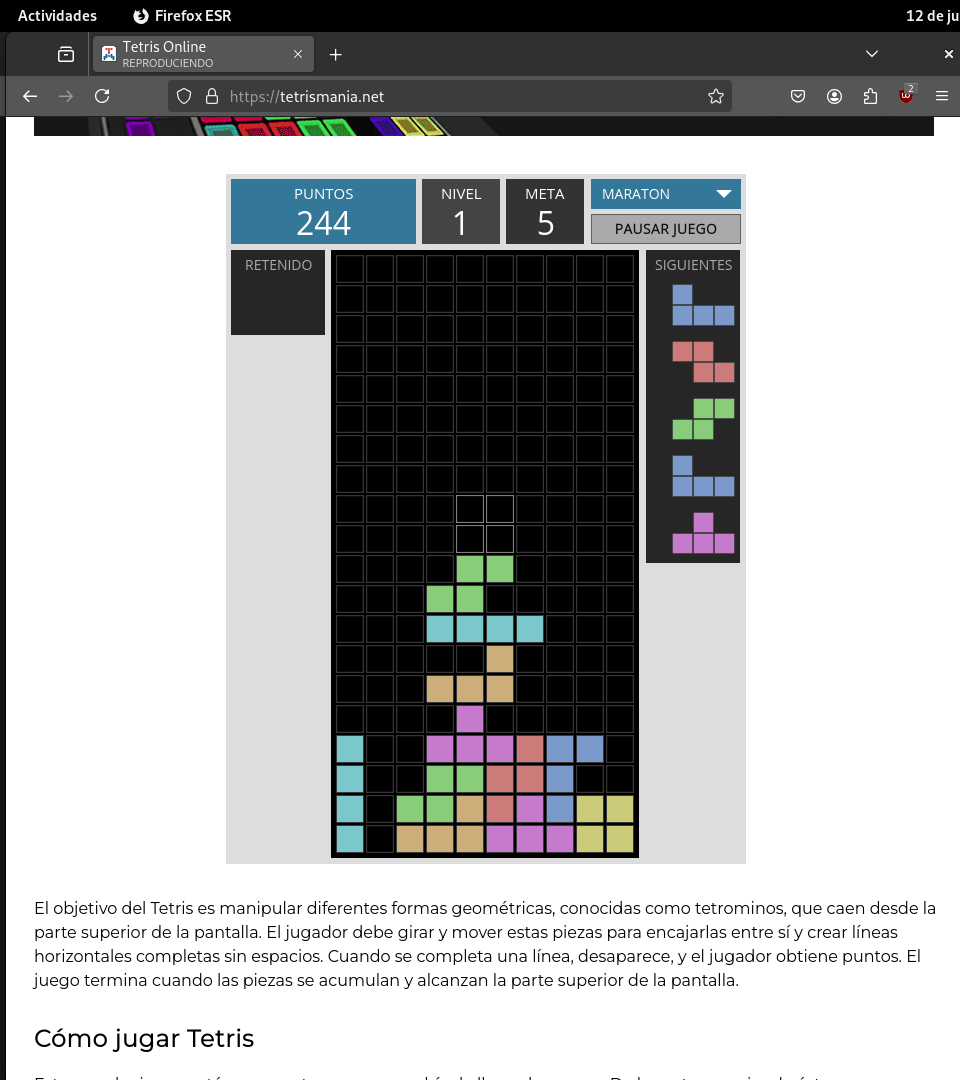 Actividades
Firefox ESR
12 de ju
Tetris Online
REPRODUCIENDO
https://tetrismania.net
2
PUNTOS
244
NIVEL
1
META
5
MARATON
PAUSAR JUEGO
RETENIDO
SIGUIENTES
El objetivo del Tetris es manipular diferentes formas geométricas, conocidas como tetrominos, que caen desde la
parte superior de la pantalla. El jugador debe girar y mover estas piezas para encajarlas entre sí y crear líneas
horizontales completas sin espacios. Cuando se completa una línea, desaparece, y el jugador obtiene puntos. El
juego termina cuando las piezas se acumulan y alcanzan la parte superior de la pantalla.
Cómo jugar Tetris